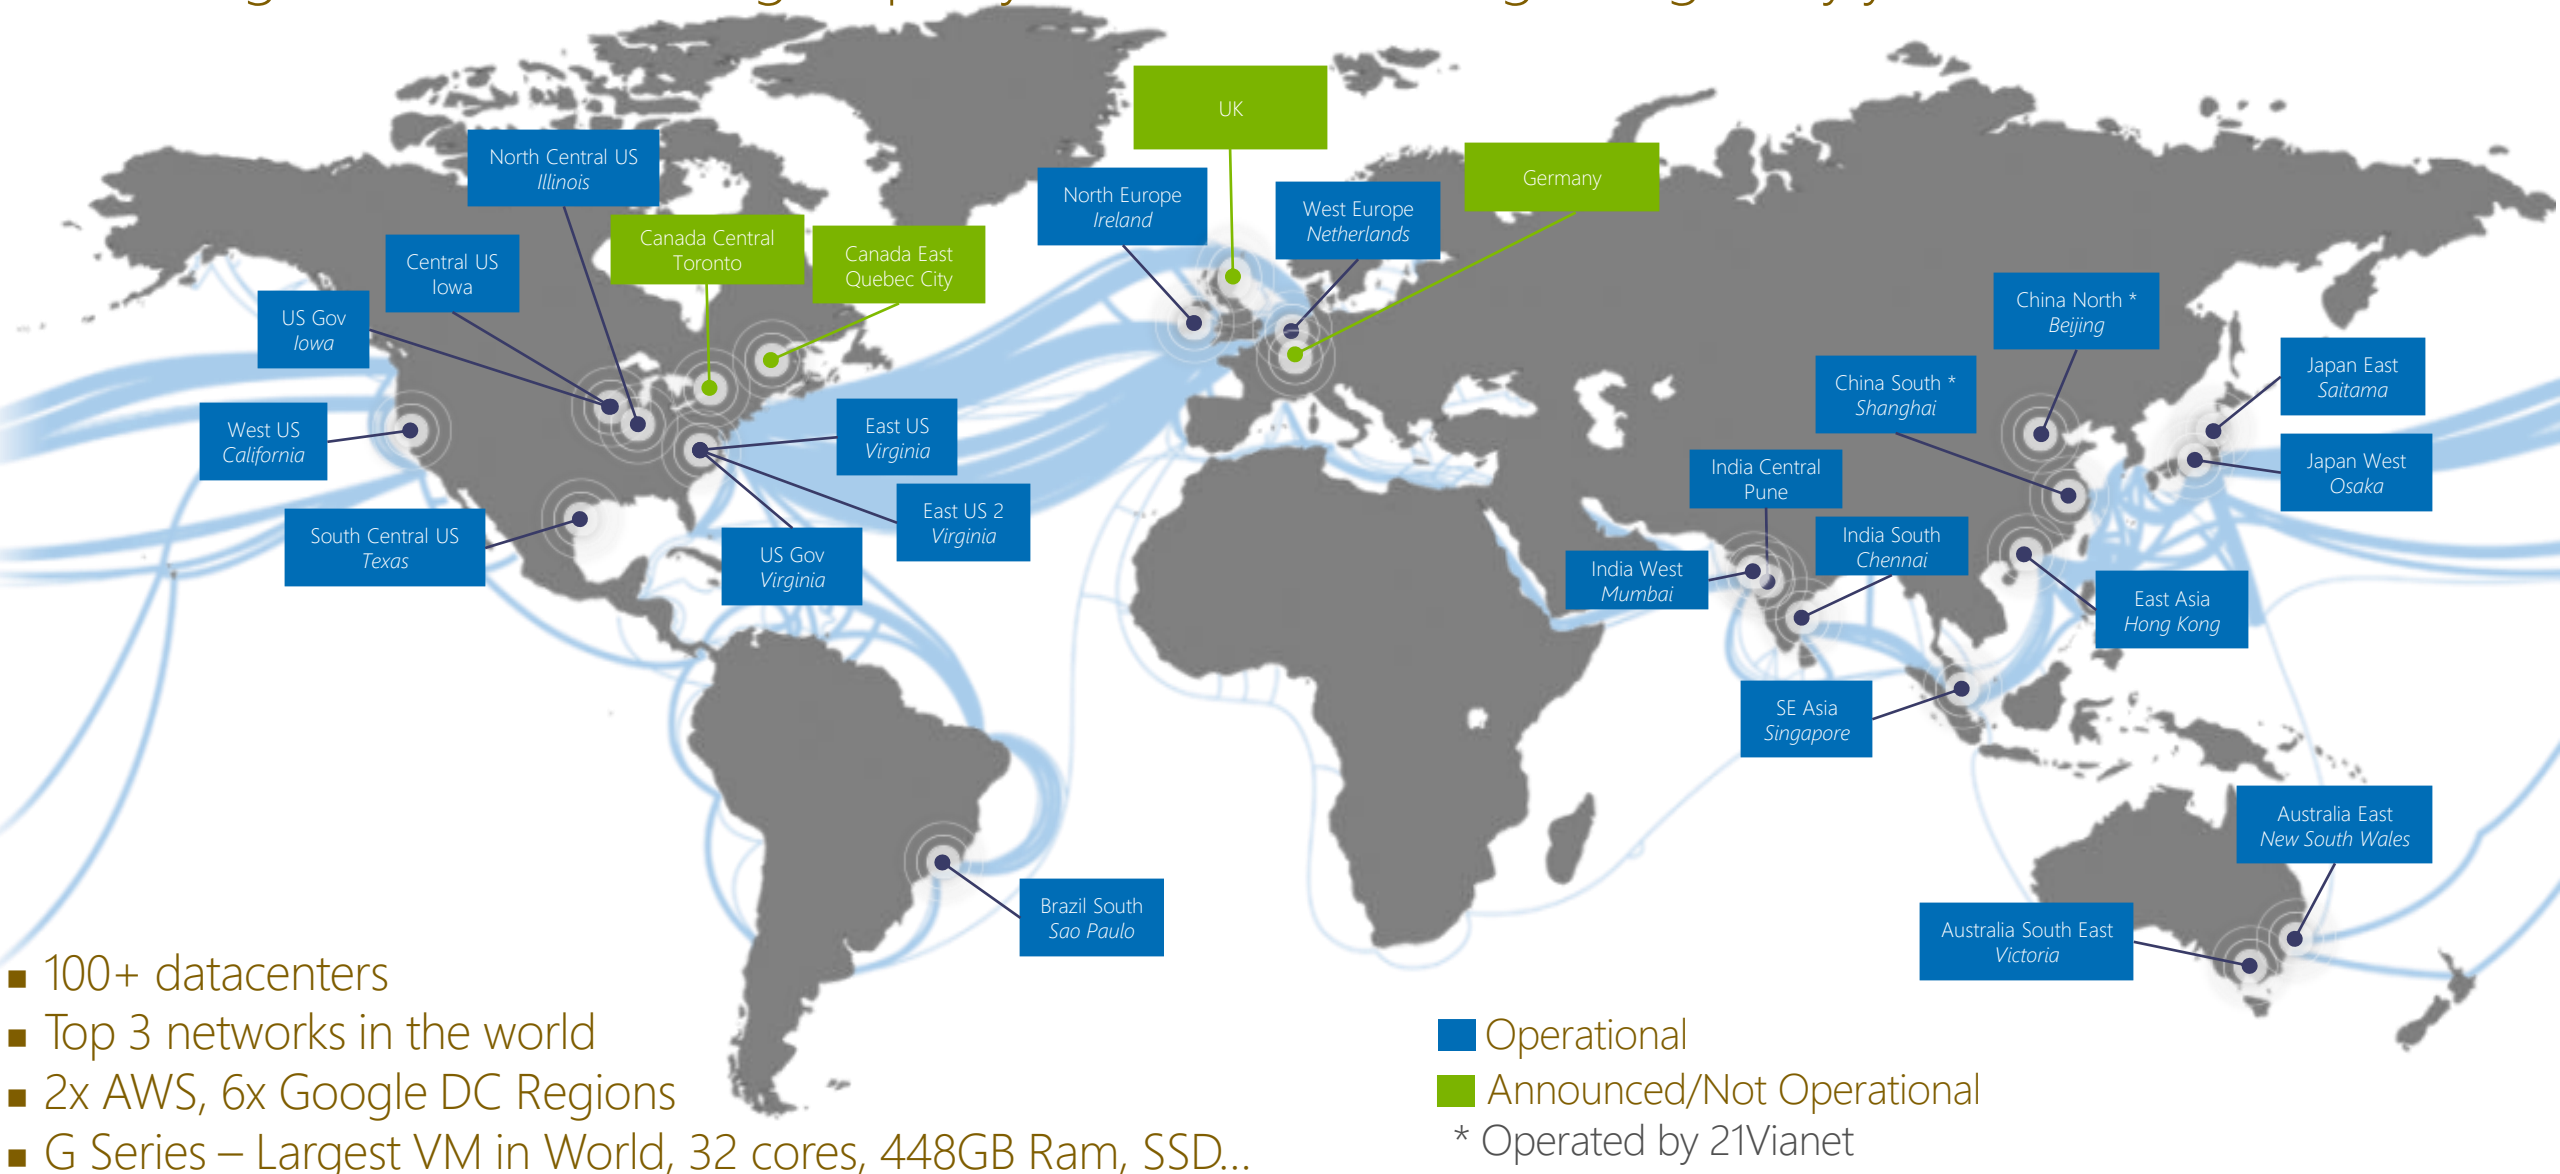 UK
North Central US
Illinois
Germany
North Europe
Ireland
West Europe
Netherlands
Canada Central
Toronto
Canada East
Quebec City
Central US
Iowa
US Gov
Iowa
China North *
Beijing
China South *
Shanghai
Japan East
Saitama
West US
California
East US
Virginia
Japan West
Osaka
India Central
Pune
East US 2
Virginia
South Central US
Texas
US Gov
Virginia
India South
Chennai
India West
Mumbai
East Asia
Hong Kong
SE Asia
Singapore
Australia East
New South Wales
Brazil South
Sao Paulo
Australia South East
Victoria
▪ 100+ datacenters
▪ Top 3 networks in the world
▪ 2x AWS, 6x Google DC Regions
▪ G Series – Largest VM in World, 32 cores, 448GB Ram, SSD...
Operational
Announced/Not Operational
* Operated by 21Vianet